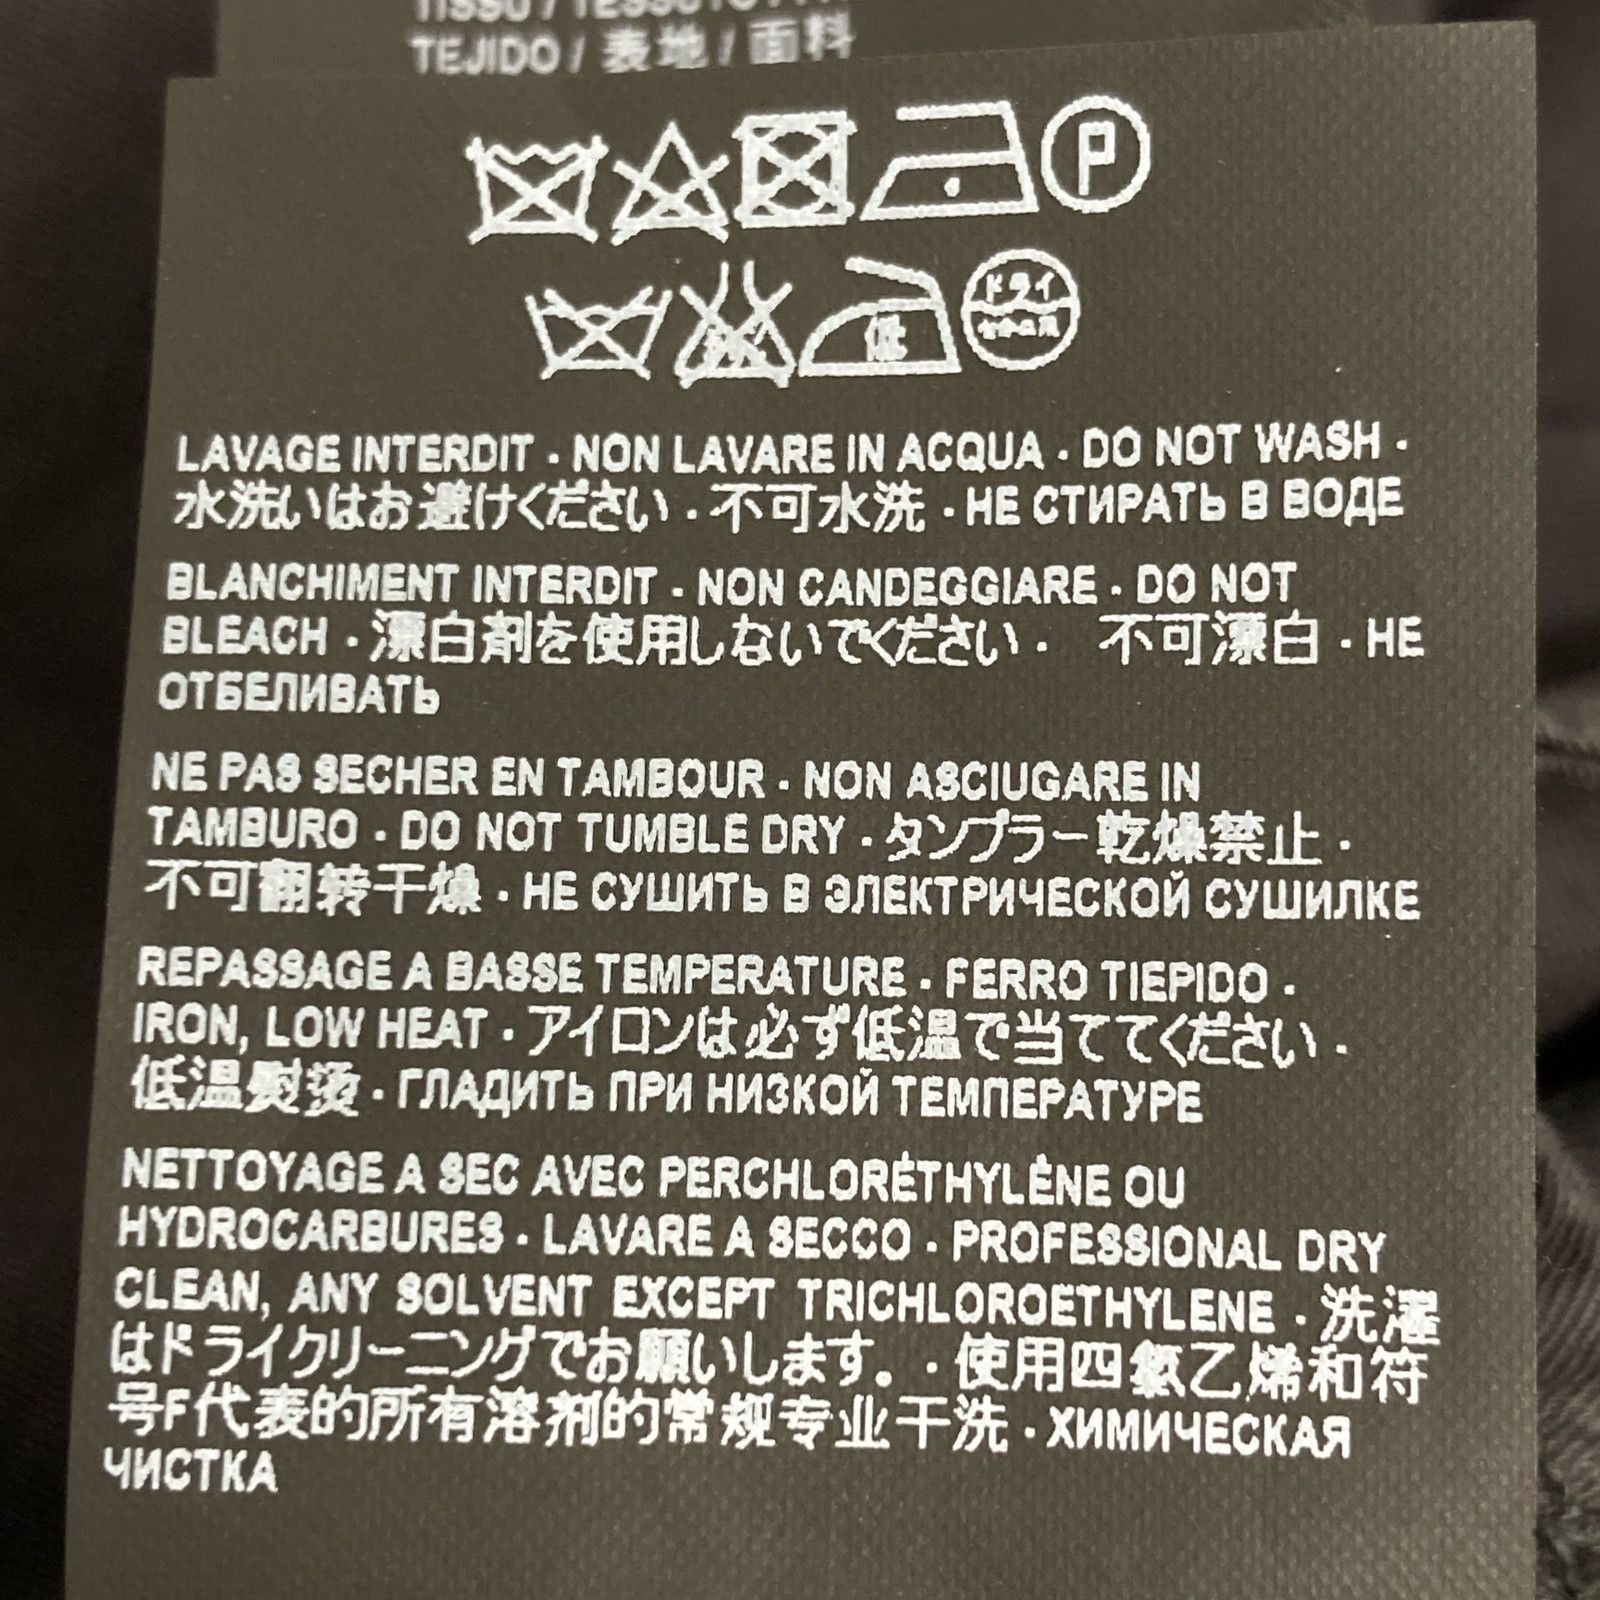 TISSU / TESSUTO /
TEJIDO / 表地 / 面料
P
低
ドライ
LAVAGE INTERDIT · NON LAVARE IN ACQUA · DO NOT WASH ·
水洗いはお避けください · 不可水洗 · НЕ СТИРАТЬ В ВОДЕ
BLANCHIMENT INTERDIT · NON CANDEGGIARE · DO NOT
BLEACH · 漂白剤を使用しないでください · 不可漂白 · НЕ
ОТБЕЛИВАТЬ
NE PAS SECHER EN TAMBOUR · NON ASCIUGARE IN
TAMBURO · DO NOT TUMBLE DRY · タンブラー乾燥禁止 ·
不可翻转干燥 · НЕ СУШИТЬ В ЭЛЕКТРИЧЕСКОЙ СУШИЛКЕ
REPASSAGE A BASSE TEMPERATURE · FERRO TIEPIDO ·
IRON, LOW HEAT · アイロンは必ず低温で当ててください ·
低温熨烫 · ГЛАДИТЬ ПРИ НИЗКОЙ ТЕМПЕРАТУРЕ
NETTOYAGE A SEC AVEC PERCHLORÉTHYLÈNE OU
HYDROCARBURES · LAVARE A SECCO · PROFESSIONAL DRY
CLEAN, ANY SOLVENT EXCEPT TRICHLOROETHYLENE · 洗濯
はドライクリーニングでお願いします。 · 使用四氯乙烯和符
号F代表的所有溶剂的常规专业干洗 · ХИМИЧЕСКАЯ
ЧИСТКА